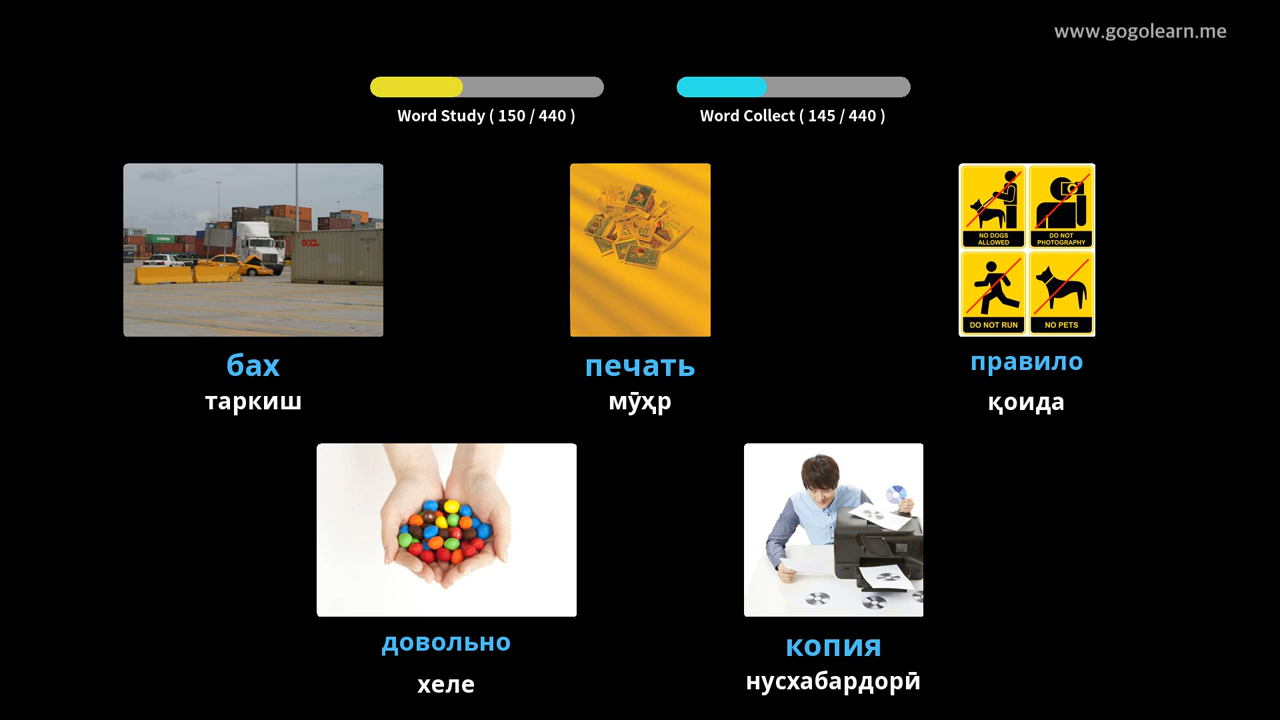 www.gogolearn.me
Word Study ( 150 / 440 )
Word Collect ( 145 / 440 )
OOCL
NO DOGS
ALLOWED
DO NOT
PHOTOGRAPHY
DO NOT RUN
NO PETS
бах
печать
правило
таркиш
мӯҳр
қоида
довольно
копия
хеле
нусхабардорӣ